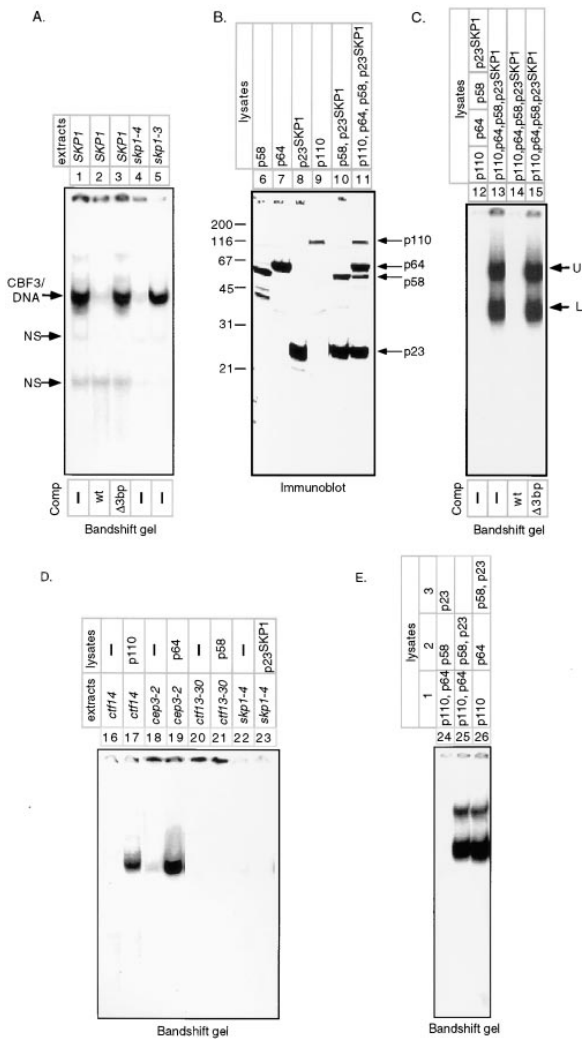 A.
extracts
SKP1
SKP1
SKP1
skp1-4
skp1-3
1 2 3 4 5
CBF3/
DNA
NS
NS
Comp
–
wt
Δ3bp
–
–
Bandshift gel
B.
lysates
p58
p64
p23SKP1
p110
p58, p23SKP1
p110, p64, p58, p23SKP1
6 7 8 9 10 11
200
116
67
45
31
21
p110
p64
p58
p23
Immunoblot
C.
lysates
p110 p64 p58 p23SKP1
p110,p64,p58,p23SKP1
p110,p64,p58,p23SKP1
p110,p64,p58,p23SKP1
12 13 14 15
U
L
Comp
–
–
wt
Δ3bp
Bandshift gel
D.
lysates
–
p110
–
p64
–
p58
–
p23SKP1
extracts
ctf14
ctf14
cep3-2
cep3-2
ctf13-30
ctf13-30
skp1-4
skp1-4
16 17 18 19 20 21 22 23
Bandshift gel
E.
lysates
1 2 3
p110, p64 p58 p23
p110, p64 p58, p23
p110 p64 p58, p23
24 25 26
Bandshift gel